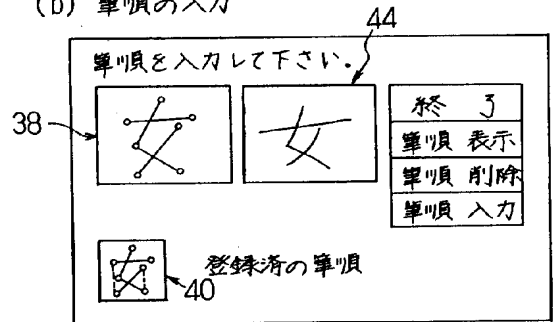 (b) 筆順の入力
44
筆順を入力して下さい.
38
女
終 了
筆順 表示
筆順 削除
筆順 入力
登録済の筆順
40